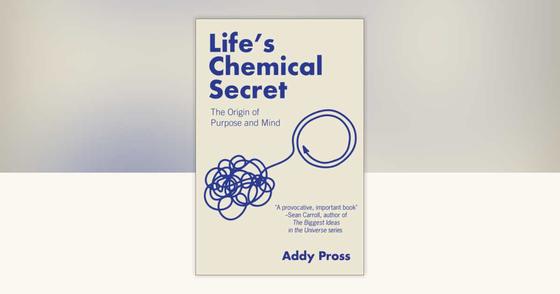 Life's
Chemical
Secret
The Origin of
Purpose and Mind
"A provocative, important book"
–Sean Carroll, author of
The Biggest Ideas
in the Universe series
Addy Pross